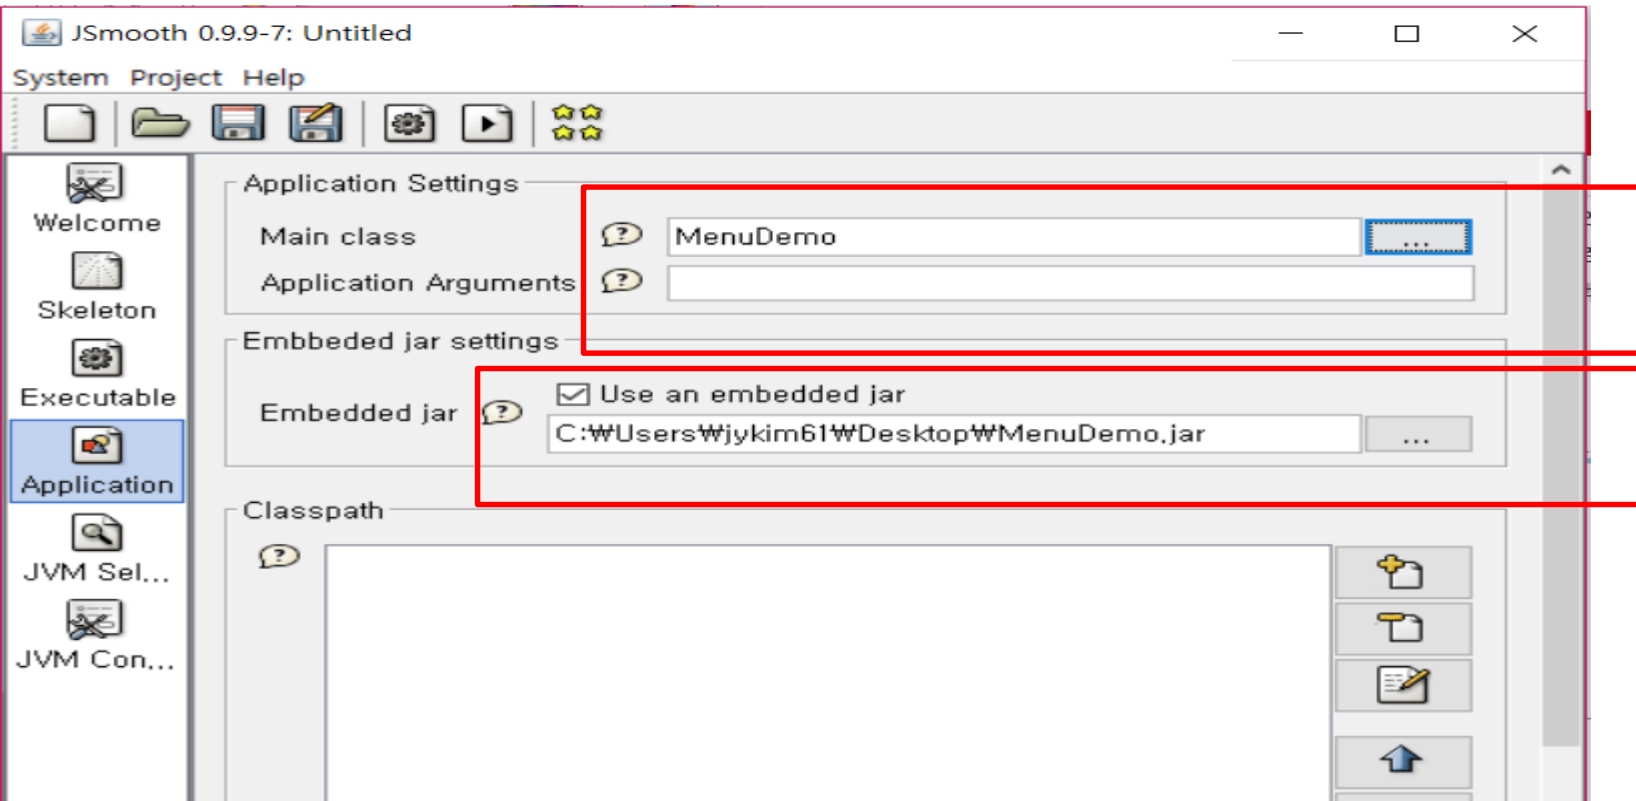 JSmooth 0.9.9-7: Untitled
System Project Help
Welcome
Skeleton
Executable
Application
JVM Sel...
JVM Con...
Application Settings
Main class
MenuDemo
...
Application Arguments
Embbeded jar settings
Embedded jar
Use an embedded jar
C:₩Users₩jykim61₩Desktop₩MenuDemo.jar
...
Classpath